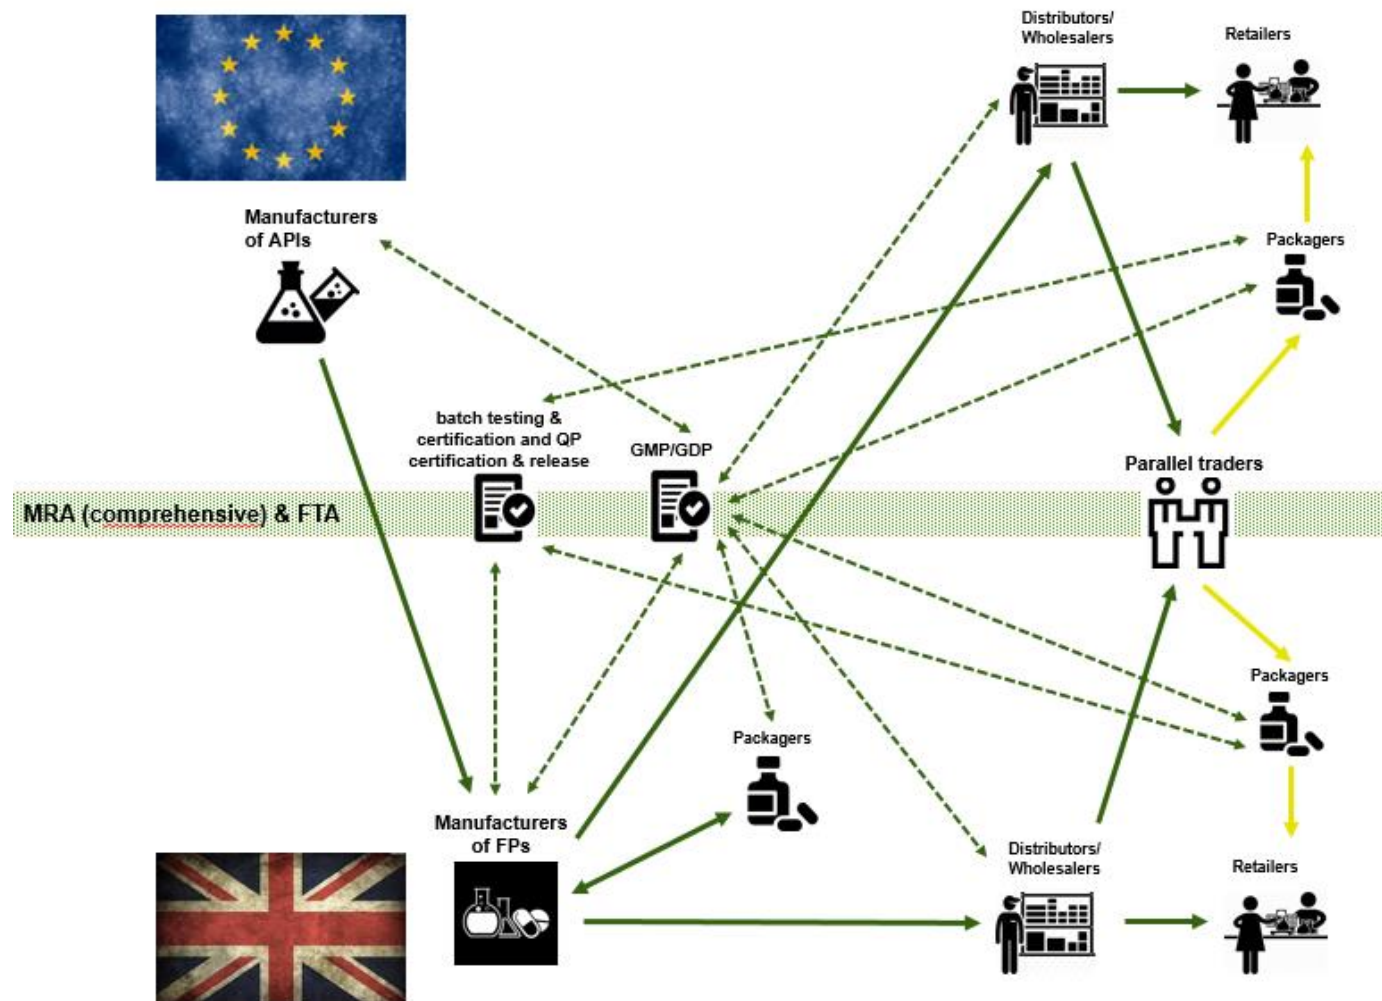 Distributors/
Wholesalers
Retailers
Manufacturers
of APIs
Packagers
batch testing &
certification and QP
certification & release
GMP/GDP
Parallel traders
MRA (comprehensive) & FTA
Packagers
Packagers
Manufacturers
of FPs
Distributors/
Wholesalers
Retailers